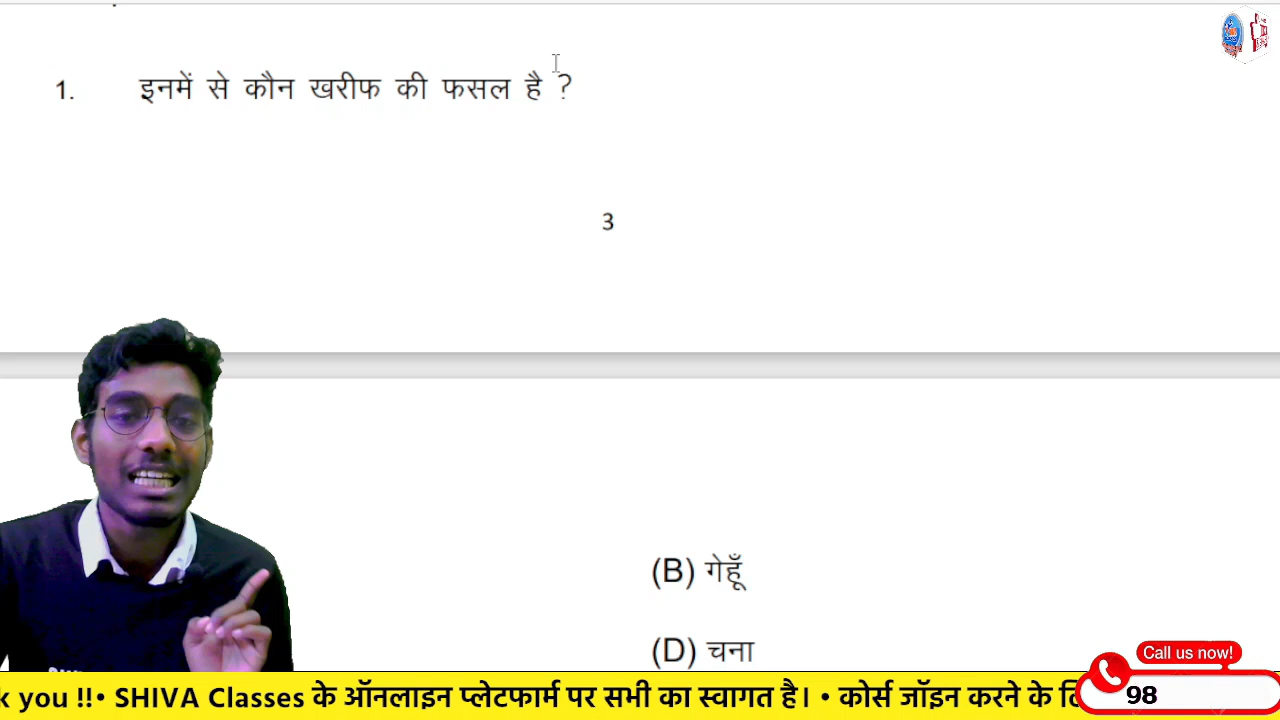 1. इनमें से कौन खरीफ की फसल है ?
3
(B) गेहूँ
(D) चना
Call us now!
k you !!• SHIVA Classes के ऑनलाइन प्लेटफार्म पर सभी का स्वागत है। • कोर्स जॉइन करने के लि
98